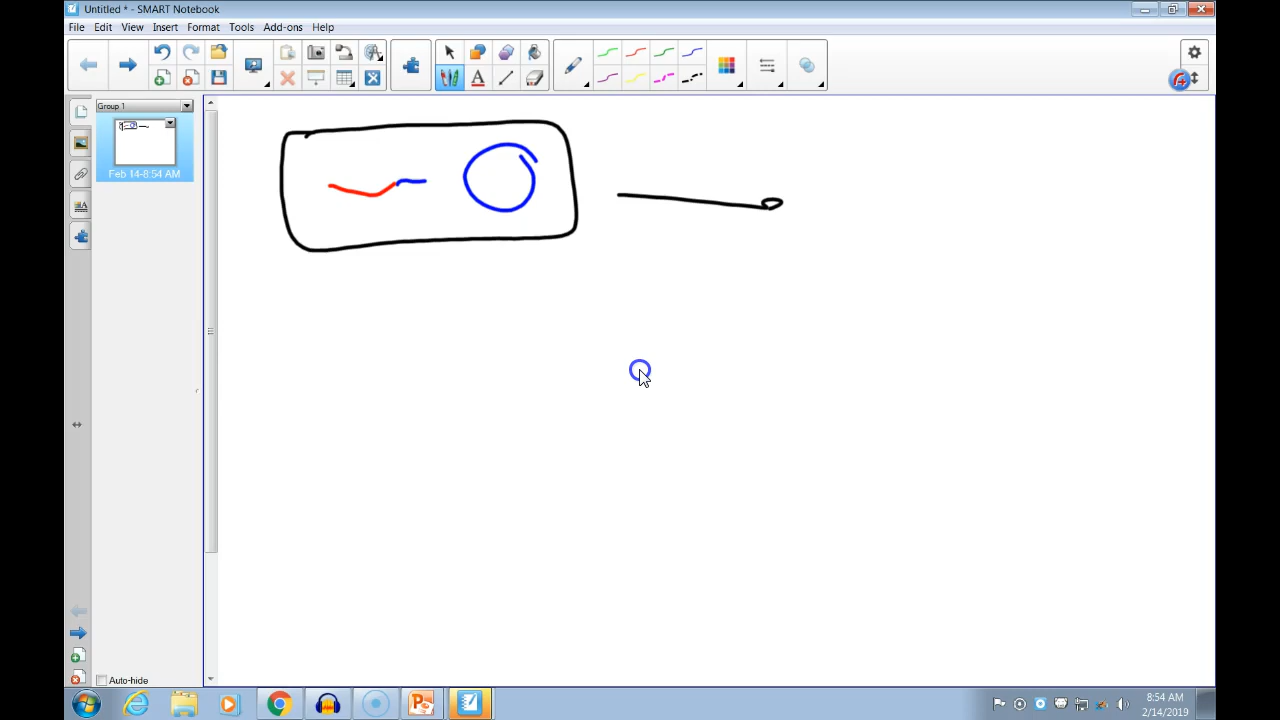 Untitled * - SMART Notebook
File Edit View Insert Format Tools Add-ons Help
A
Group 1
Feb 14-8:54 AM
Auto-hide
8:54 AM
2/14/2019